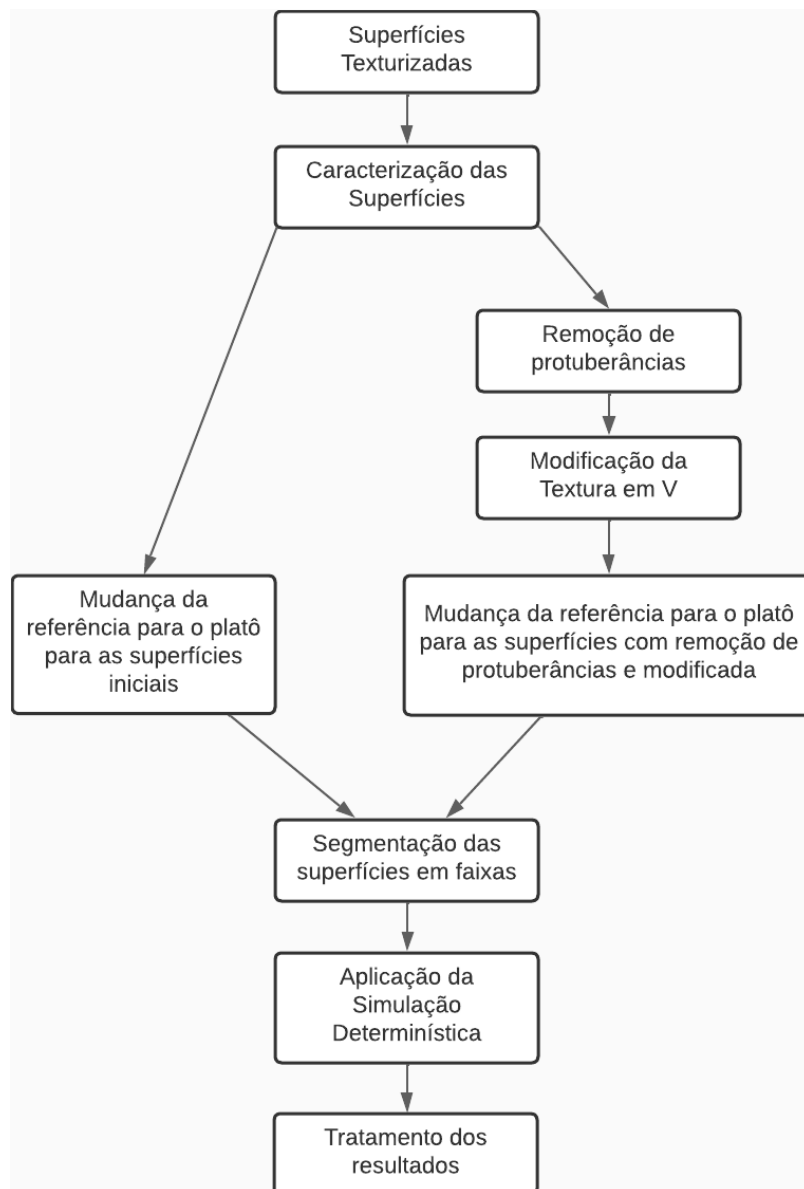 Superfícies
Texturizadas
Caracterização das
Superfícies
Remoção de
protuberâncias
Modificação da
Textura em V
Mudança da
referência para o platô
para as superfícies
iniciais
Mudança da referência para o platô
para as superfícies com remoção de
protuberâncias e modificada
Segmentação das
superfícies em faixas
Aplicação da
Simulação
Determinística
Tratamento dos
resultados